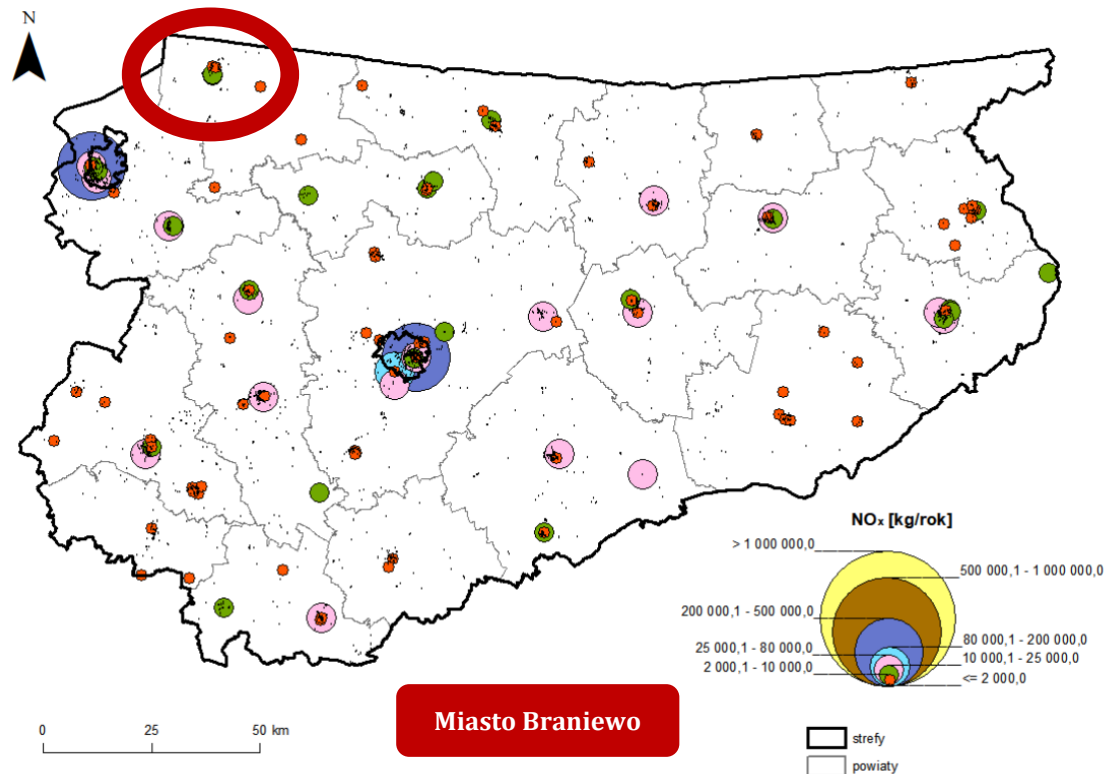 N
NOₓ [kg/rok]
> 1 000 000,0
500 000,1 - 1 000 000,0
200 000,1 - 500 000,0
80 000,1 - 200 000,0
25 000,1 - 80 000,0
10 000,1 - 25 000,0
2 000,1 - 10 000,0
<= 2 000,0
Miasto Braniewo
0 25 50 km
strefy
powiaty